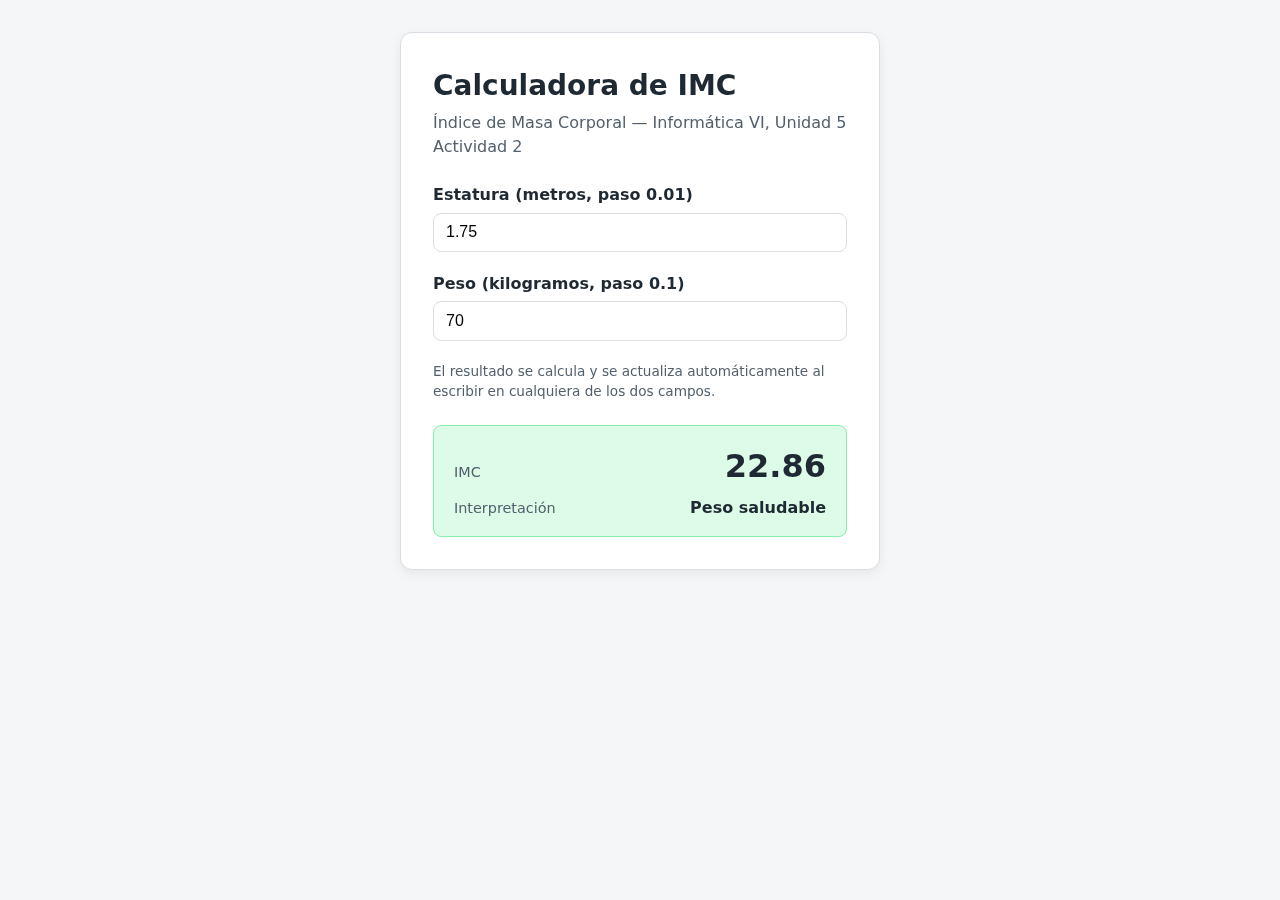 Calculadora de IMC
Índice de Masa Corporal — Informática VI, Unidad 5
Actividad 2
Estatura (metros, paso 0.01)
1.75
Peso (kilogramos, paso 0.1)
70
El resultado se calcula y se actualiza automáticamente al
escribir en cualquiera de los dos campos.
IMC 22.86
Interpretación Peso saludable